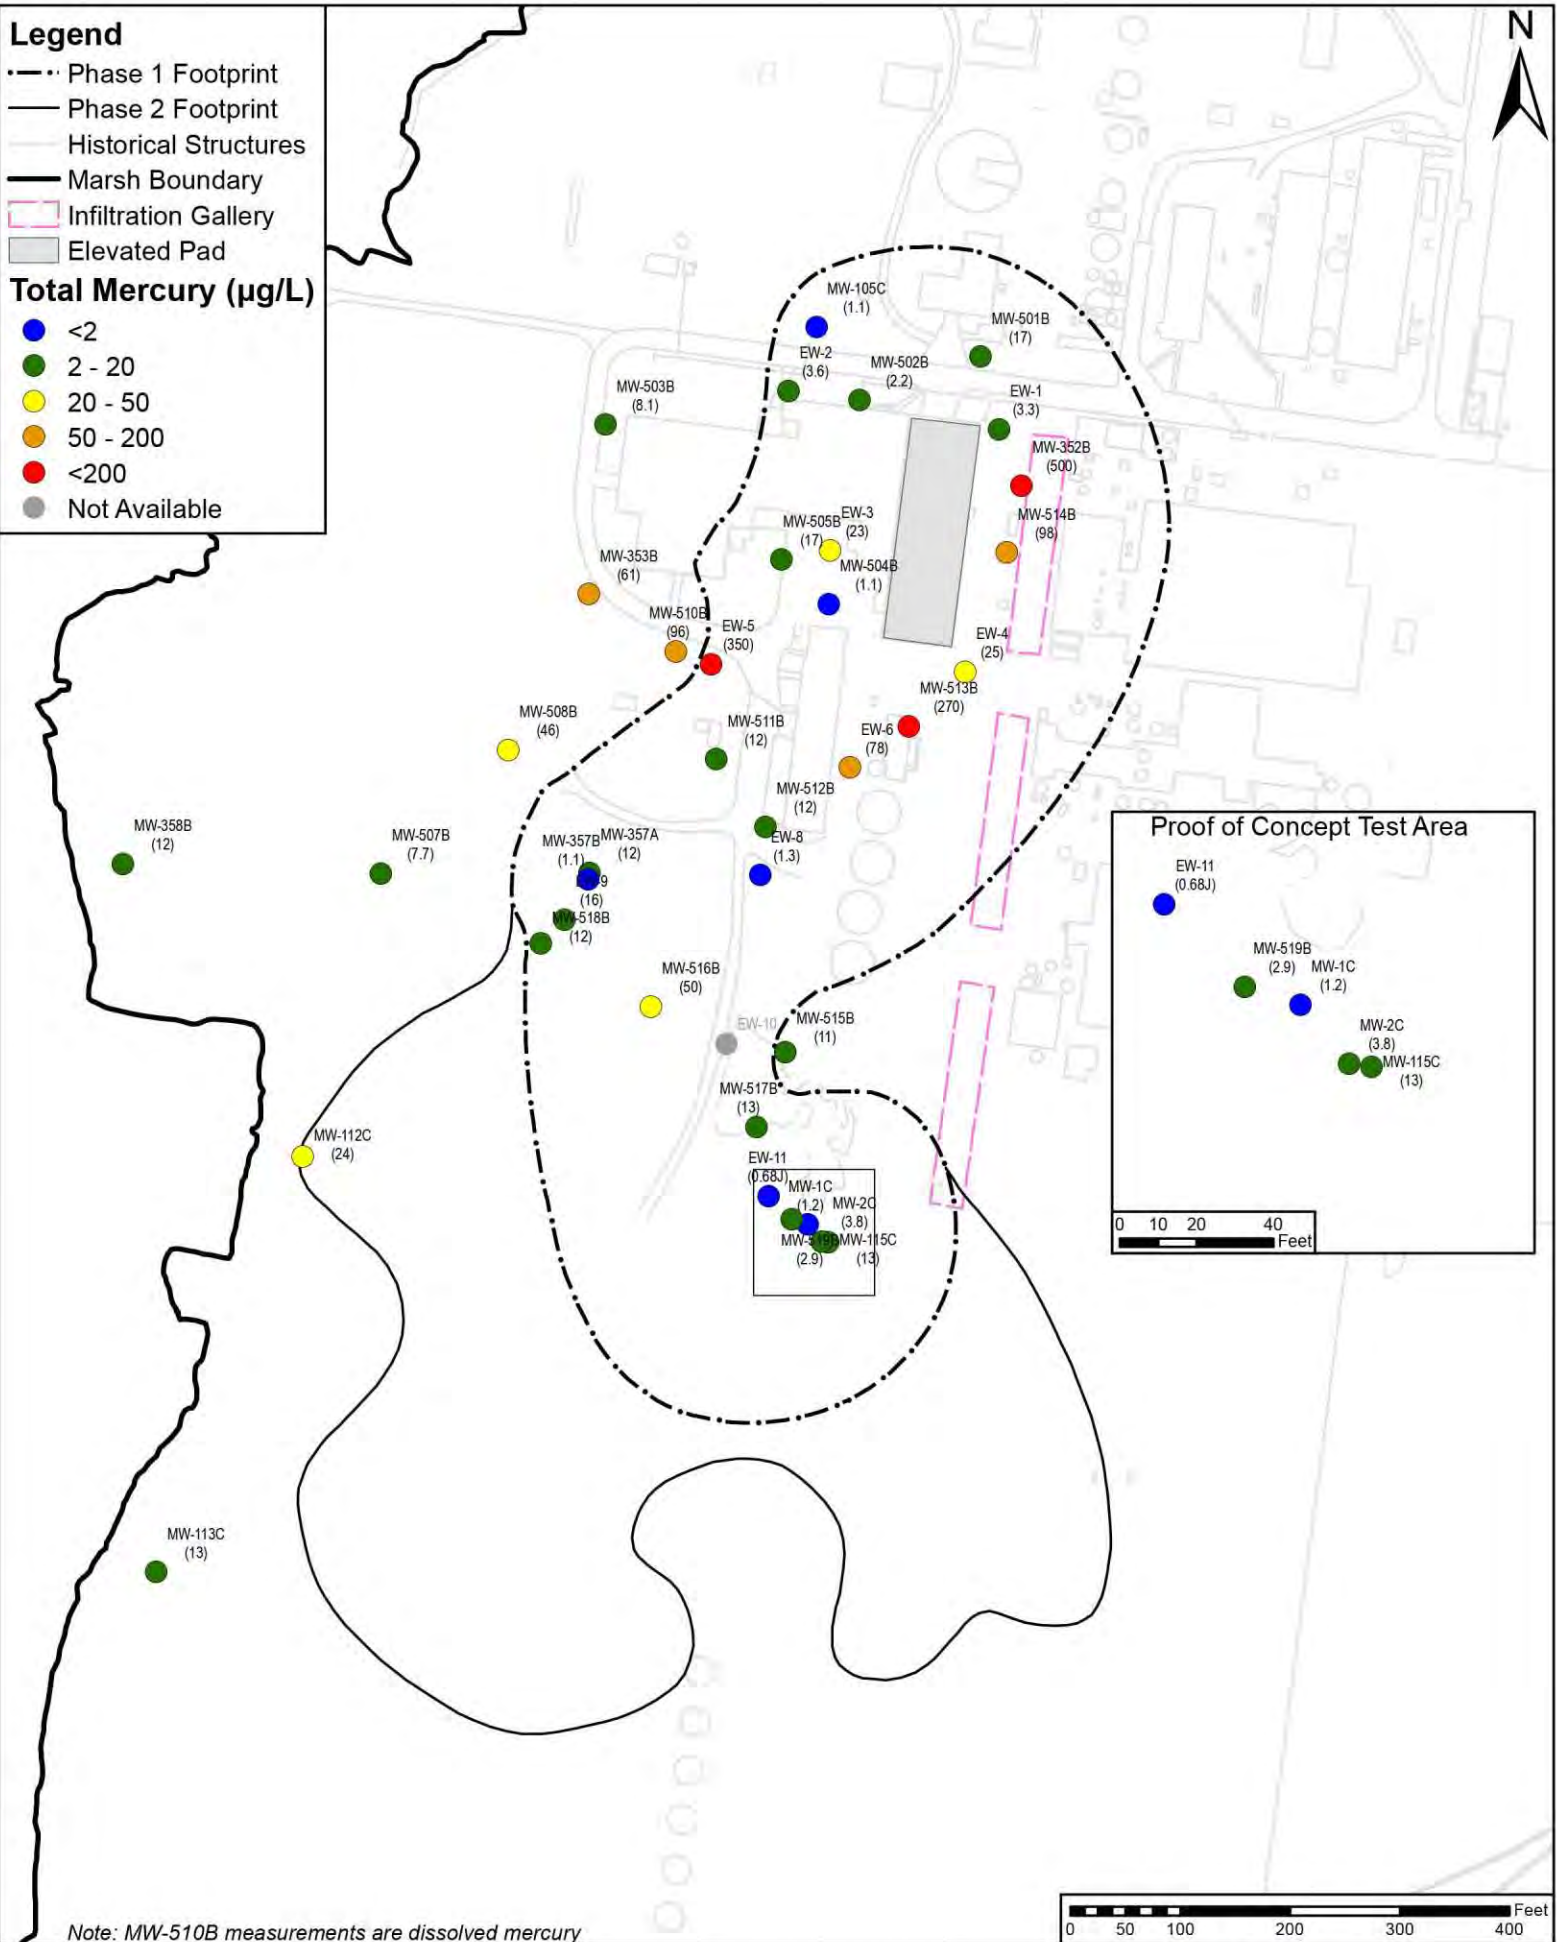 Legend
Phase 1 Footprint
Phase 2 Footprint
Historical Structures
Marsh Boundary
Infiltration Gallery
Elevated Pad
Total Mercury (µg/L)
<2
2 - 20
20 - 50
50 - 200
<200
Not Available
N
MW-105C
(1.1)
MW-501B
(17)
EW-2
(3.6)
MW-502B
(2.2)
MW-503B
(8.1)
EW-1
(3.3)
MW-352B
(500)
MW-514B
(98)
MW-505B
(17)
EW-3
(23)
MW-504B
(1.1)
MW-353B
(61)
MW-510B
(96)
EW-5
(350)
EW-4
(25)
MW-513B
(270)
MW-508B
(46)
MW-511B
(12)
EW-6
(78)
MW-512B
(12)
MW-358B
(12)
MW-507B
(7.7)
MW-357B
(1.1)
MW-357A
(12)
EW-8
(1.3)
EW-9
(16)
MW-518B
(12)
MW-516B
(50)
EW-10
MW-515B
(11)
MW-517B
(13)
MW-112C
(24)
EW-11
(0.68J)
MW-1C
(1.2)
MW-2C
(3.8)
MW-519B
(2.9)
MW-115C
(13)
MW-113C
(13)
Proof of Concept Test Area
EW-11
(0.68J)
MW-519B
(2.9)
MW-1C
(1.2)
MW-2C
(3.8)
MW-115C
(13)
0 10 20 40
Feet
Note: MW-510B measurements are dissolved mercury
Feet
0 50 100 200 300 400